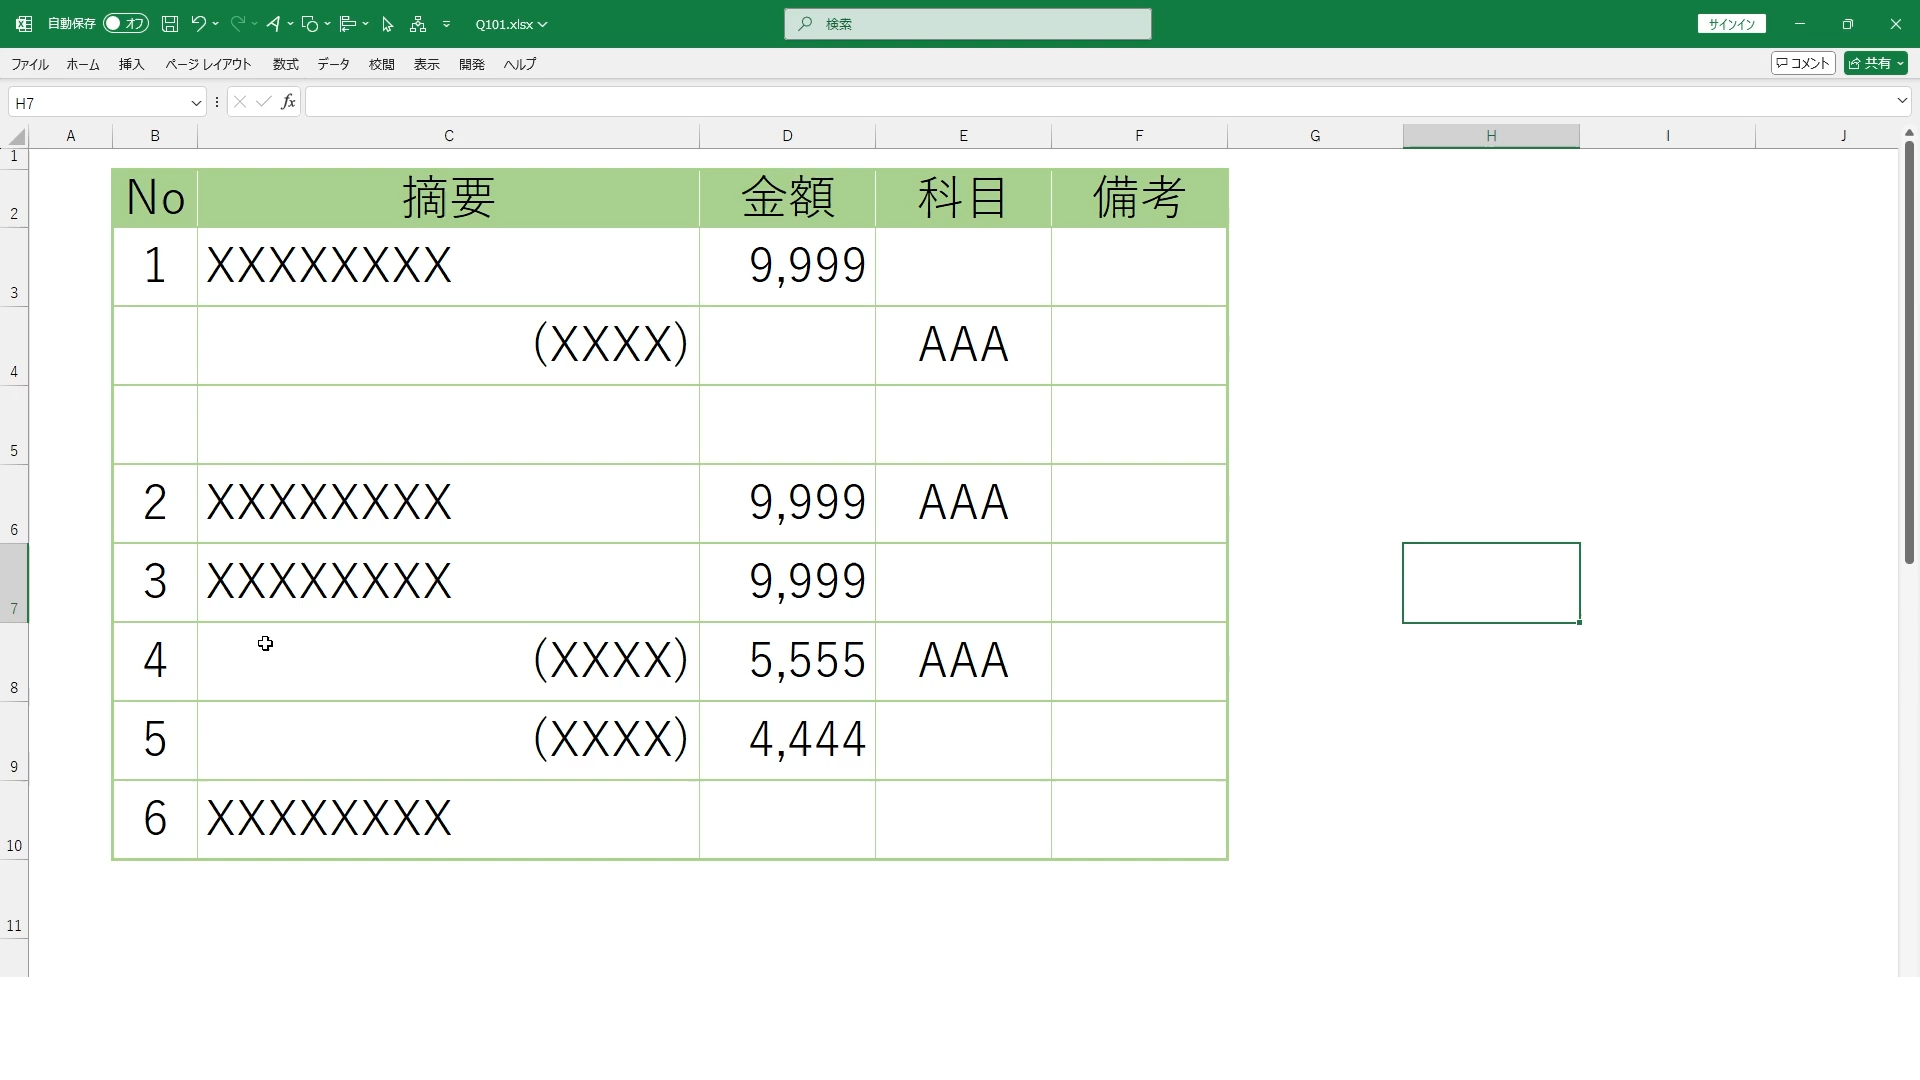 自動保存 オフ Q101.xlsx 検索 サインイン
ファイル ホーム 挿入 ページ レイアウト 数式 データ 校閲 表示 開発 ヘルプ コメント 共有
H7 fx
A B C D E F G H I J
1
2 No 摘要 金額 科目 備考
3 1 XXXXXXXX 9,999
4 (XXXX) AAA
5
6 2 XXXXXXXX 9,999 AAA
7 3 XXXXXXXX 9,999
8 4 (XXXX) 5,555 AAA
9 5 (XXXX) 4,444
10 6 XXXXXXXX
11